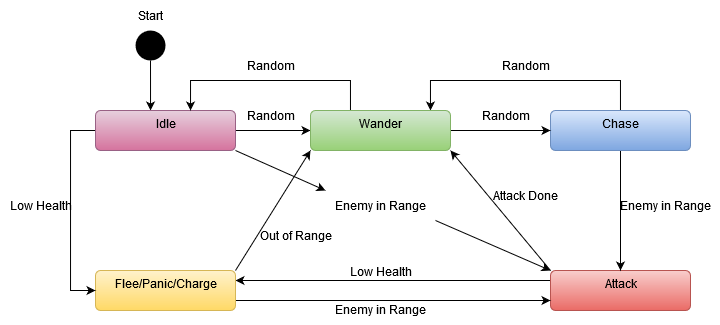 Start
Random
Random
Idle
Random
Wander
Random
Chase
Low Health
Enemy in Range
Attack Done
Enemy in Range
Out of Range
Flee/Panic/Charge
Low Health
Enemy in Range
Attack